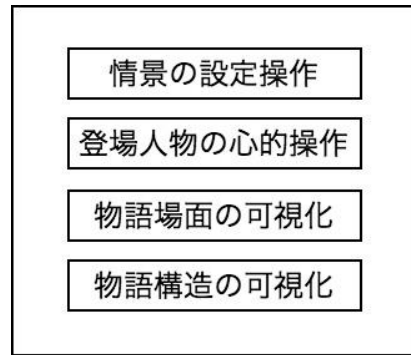 情景の設定操作
登場人物の心的操作
物語場面の可視化
物語構造の可視化